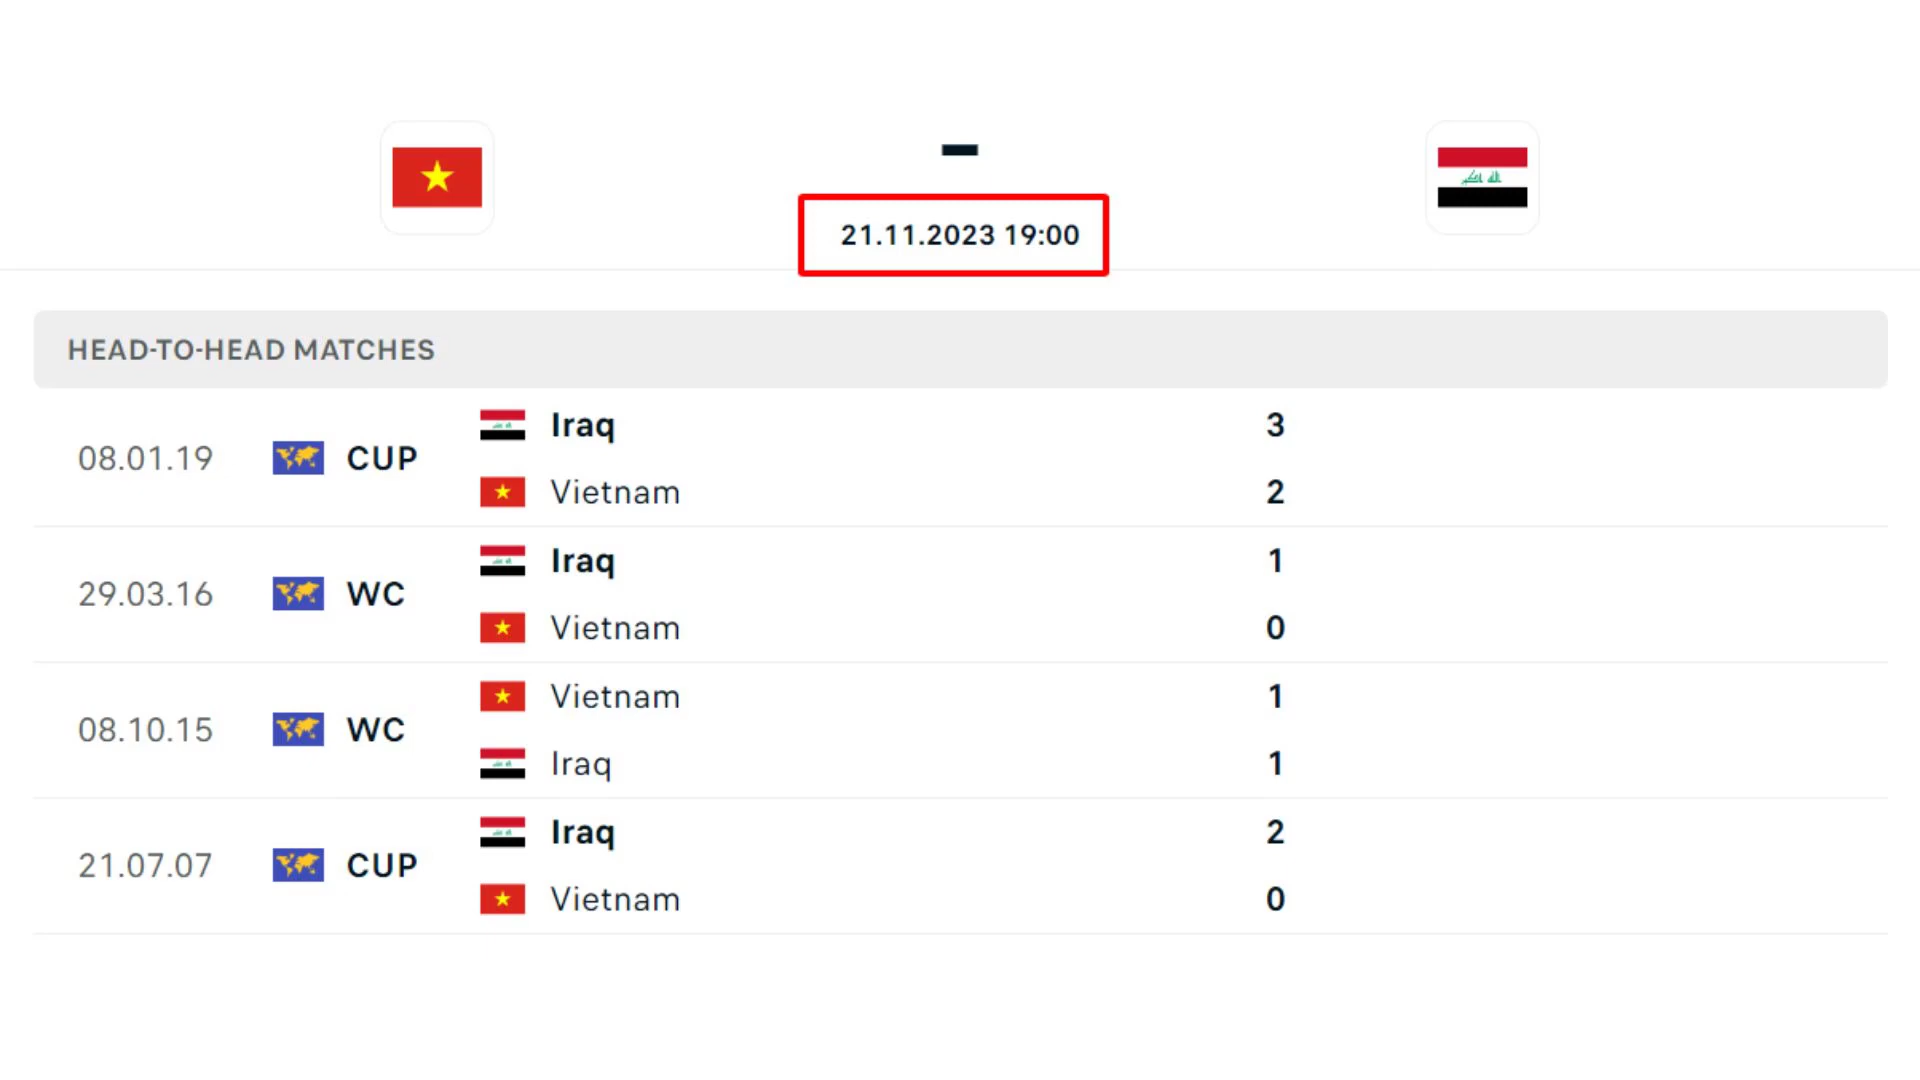 21.11.2023 19:00
HEAD-TO-HEAD MATCHES
Iraq 3
08.01.19 CUP
Vietnam 2
Iraq 1
29.03.16 WC
Vietnam 0
Vietnam 1
08.10.15 WC
Iraq 1
Iraq 2
21.07.07 CUP
Vietnam 0